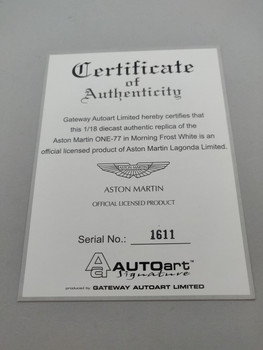 Certificate
of
Authenticity
Gateway Autoart Limited hereby certifies that
this 1/18 diecast authentic replica of the
Aston Martin ONE-77 in Morning Frost White is an
official licensed product of Aston Martin Lagonda Limited.
ASTON MARTIN
OFFICIAL LICENSED PRODUCT
Serial No.: 1611
AA AUTOart
Signature
produced by GATEWAY AUTOART LIMITED